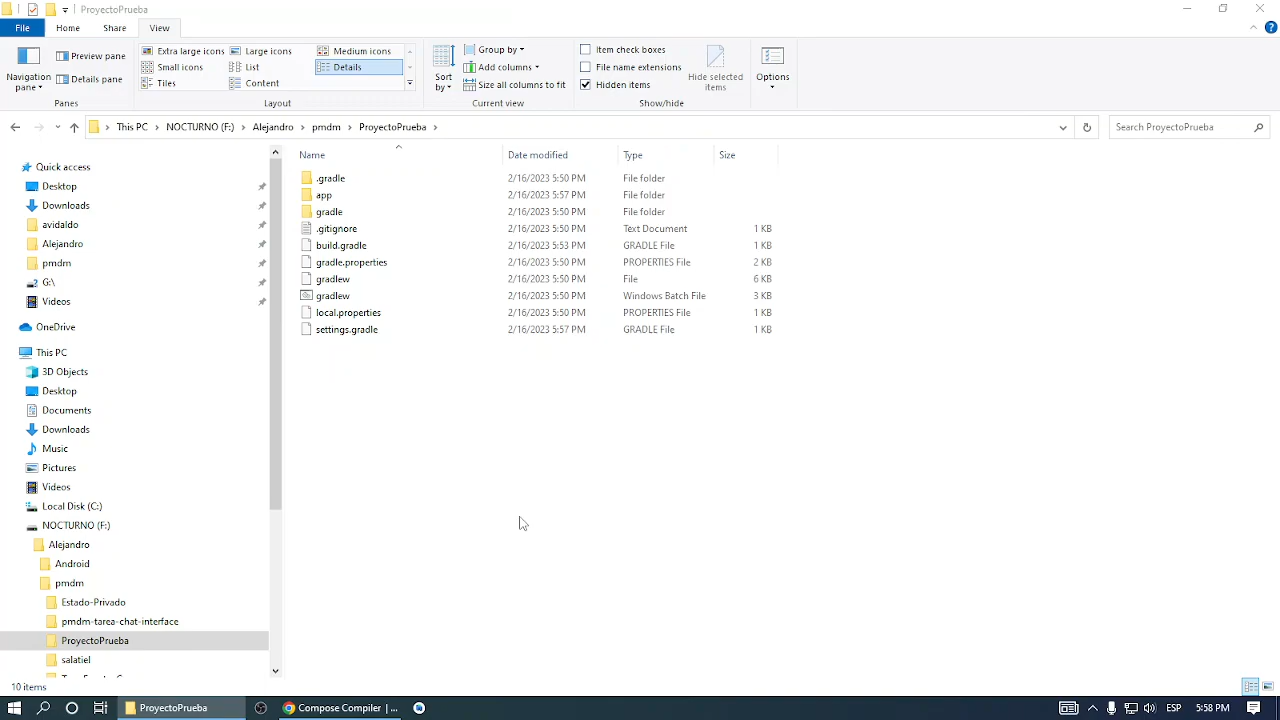 ProyectoPrueba
File Home Share View
Navigation pane
Preview pane
Details pane
Panes
Extra large icons Large icons Medium icons
Small icons List Details
Tiles Content
Layout
Sort by
Group by
Add columns
Size all columns to fit
Current view
Item check boxes
File name extensions
Hidden items
Hide selected items
Show/hide
Options
This PC NOCTURNO (F:) Alejandro pmdm ProyectoPrueba
Search ProyectoPrueba
Quick access
Desktop
Downloads
avidaldo
Alejandro
pmdm
G:\
Videos
OneDrive
This PC
3D Objects
Desktop
Documents
Downloads
Music
Pictures
Videos
Local Disk (C:)
NOCTURNO (F:)
Alejandro
Android
pmdm
Estado-Privado
pmdm-tarea-chat-interface
ProyectoPrueba
salatiel
Name Date modified Type Size
.gradle 2/16/2023 5:50 PM File folder
app 2/16/2023 5:57 PM File folder
gradle 2/16/2023 5:50 PM File folder
.gitignore 2/16/2023 5:50 PM Text Document 1 KB
build.gradle 2/16/2023 5:53 PM GRADLE File 1 KB
gradle.properties 2/16/2023 5:50 PM PROPERTIES File 2 KB
gradlew 2/16/2023 5:50 PM File 6 KB
gradlew 2/16/2023 5:50 PM Windows Batch File 3 KB
local.properties 2/16/2023 5:50 PM PROPERTIES File 1 KB
settings.gradle 2/16/2023 5:57 PM GRADLE File 1 KB
10 items
ProyectoPrueba
Compose Compiler | ...
ESP
5:58 PM